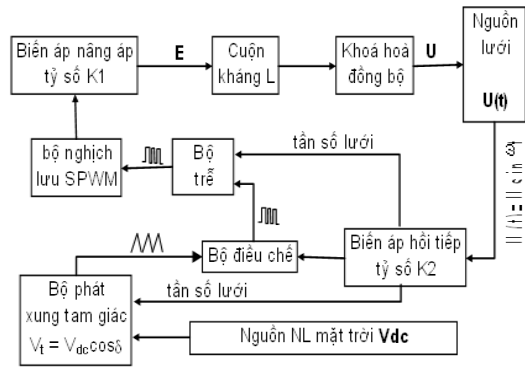 Biến áp nâng áp
tỷ số K1
E
Cuộn
kháng L
Khoá hoà
đồng bộ
U
Nguồn
lưới
U(t)
bộ nghịch
lưu SPWM
Bộ
trễ
tần số lưới
Bộ điều chế
Biến áp hồi tiếp
tỷ số K2
Bộ phát
xung tam giác
Vt = Vdccosδ
tần số lưới
Nguồn NL mặt trời Vdc